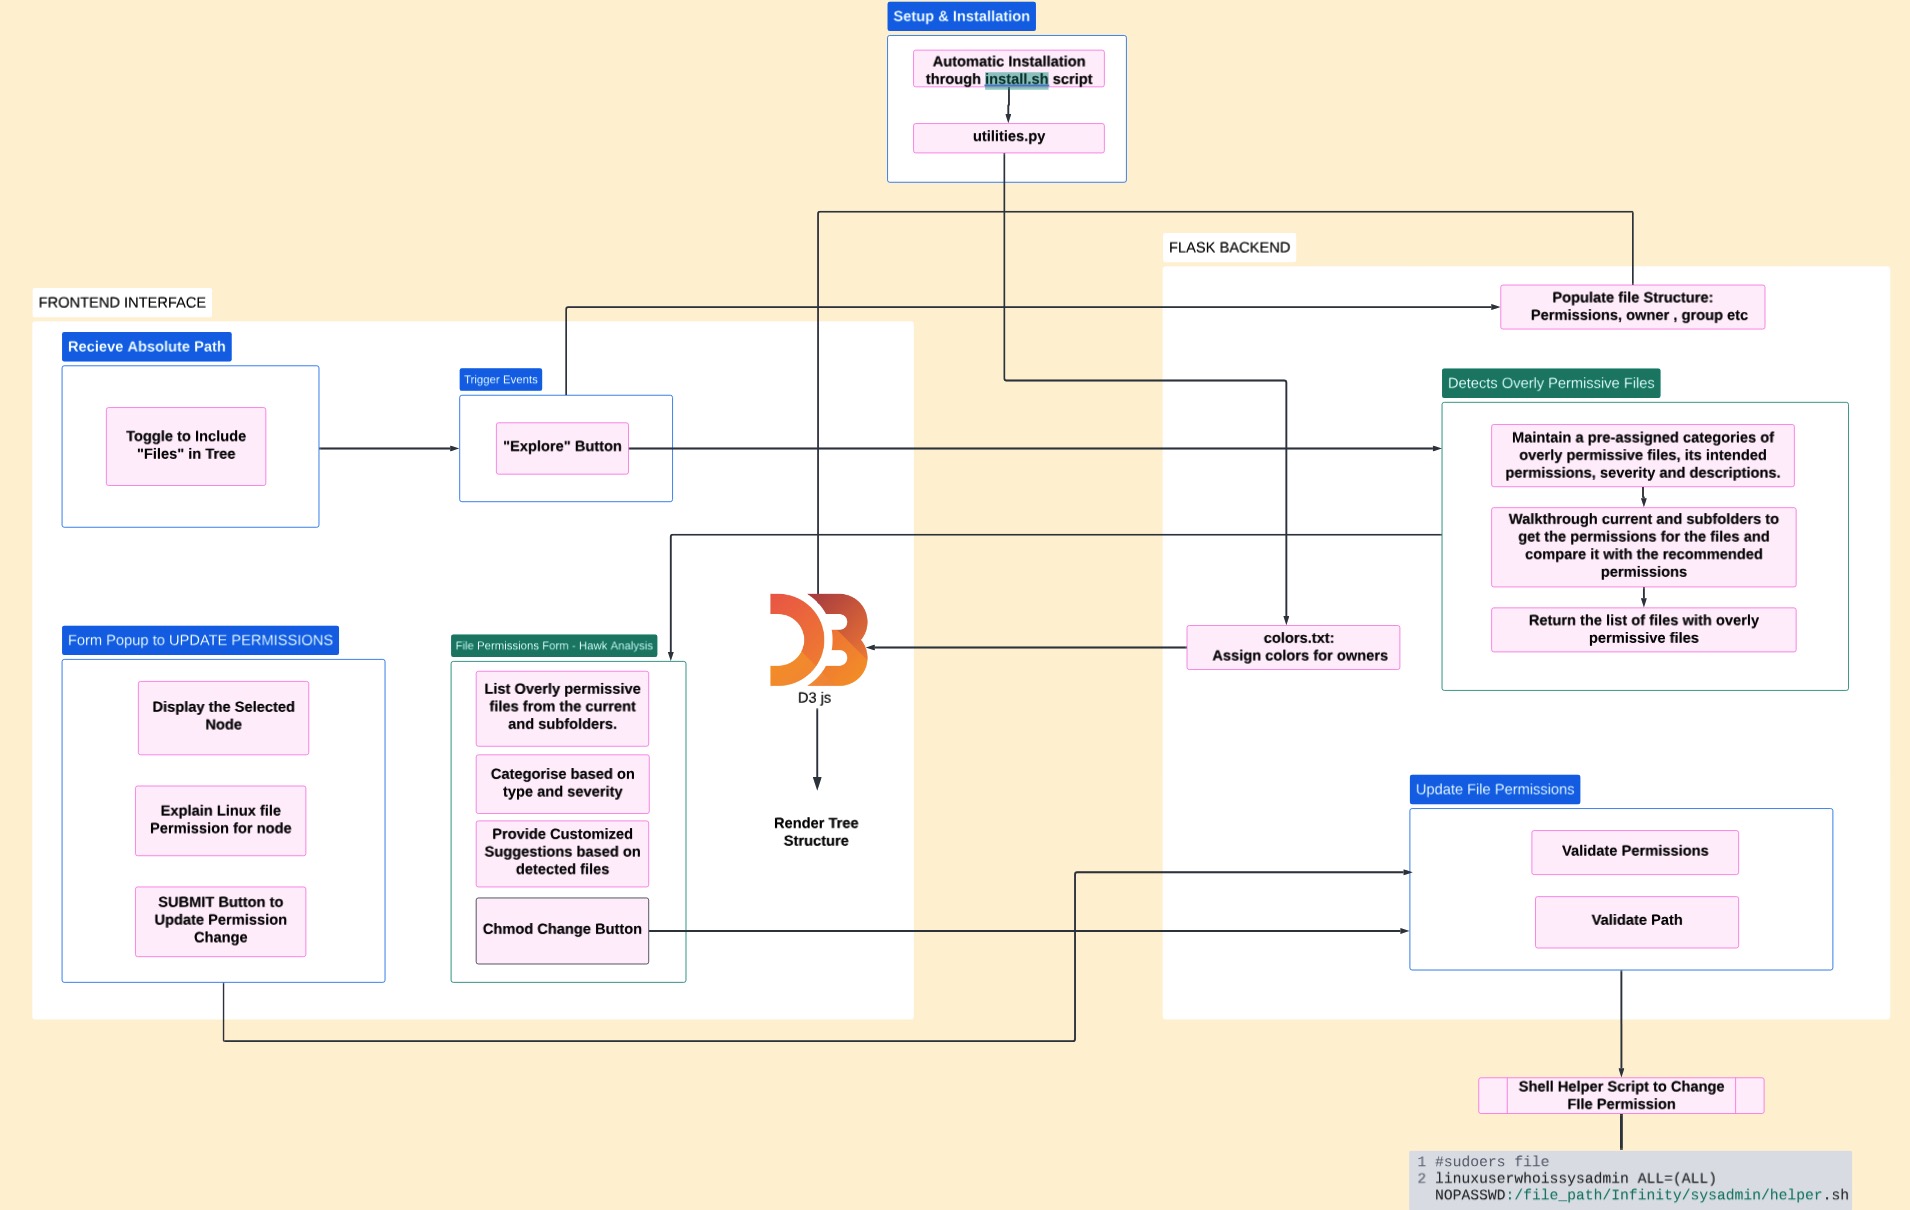 Setup & Installation
Automatic Installation
through install.sh script
utilities.py
FLASK BACKEND
Populate file Structure:
Permissions, owner , group etc
FRONTEND INTERFACE
Recieve Absolute Path
Toggle to Include
"Files" in Tree
Trigger Events
"Explore" Button
Detects Overly Permissive Files
Maintain a pre-assigned categories of
overly permissive files, its intended
permissions, severity and descriptions.
Walkthrough current and subfolders to
get the permissions for the files and
compare it with the recommended
permissions
Return the list of files with overly
permissive files
Form Popup to UPDATE PERMISSIONS
Display the Selected
Node
Explain Linux file
Permission for node
SUBMIT Button to
Update Permission
Change
File Permissions Form - Hawk Analysis
List Overly permissive
files from the current
and subfolders.
Categorise based on
type and severity
Provide Customized
Suggestions based on
detected files
Chmod Change Button
D3 js
Render Tree
Structure
colors.txt:
Assign colors for owners
Update File Permissions
Validate Permissions
Validate Path
Shell Helper Script to Change
FIle Permission
1 #sudoers file
2 linuxuserwhoissysadmin ALL=(ALL)
NOPASSWD:/file_path/Infinity/sysadmin/helper.sh